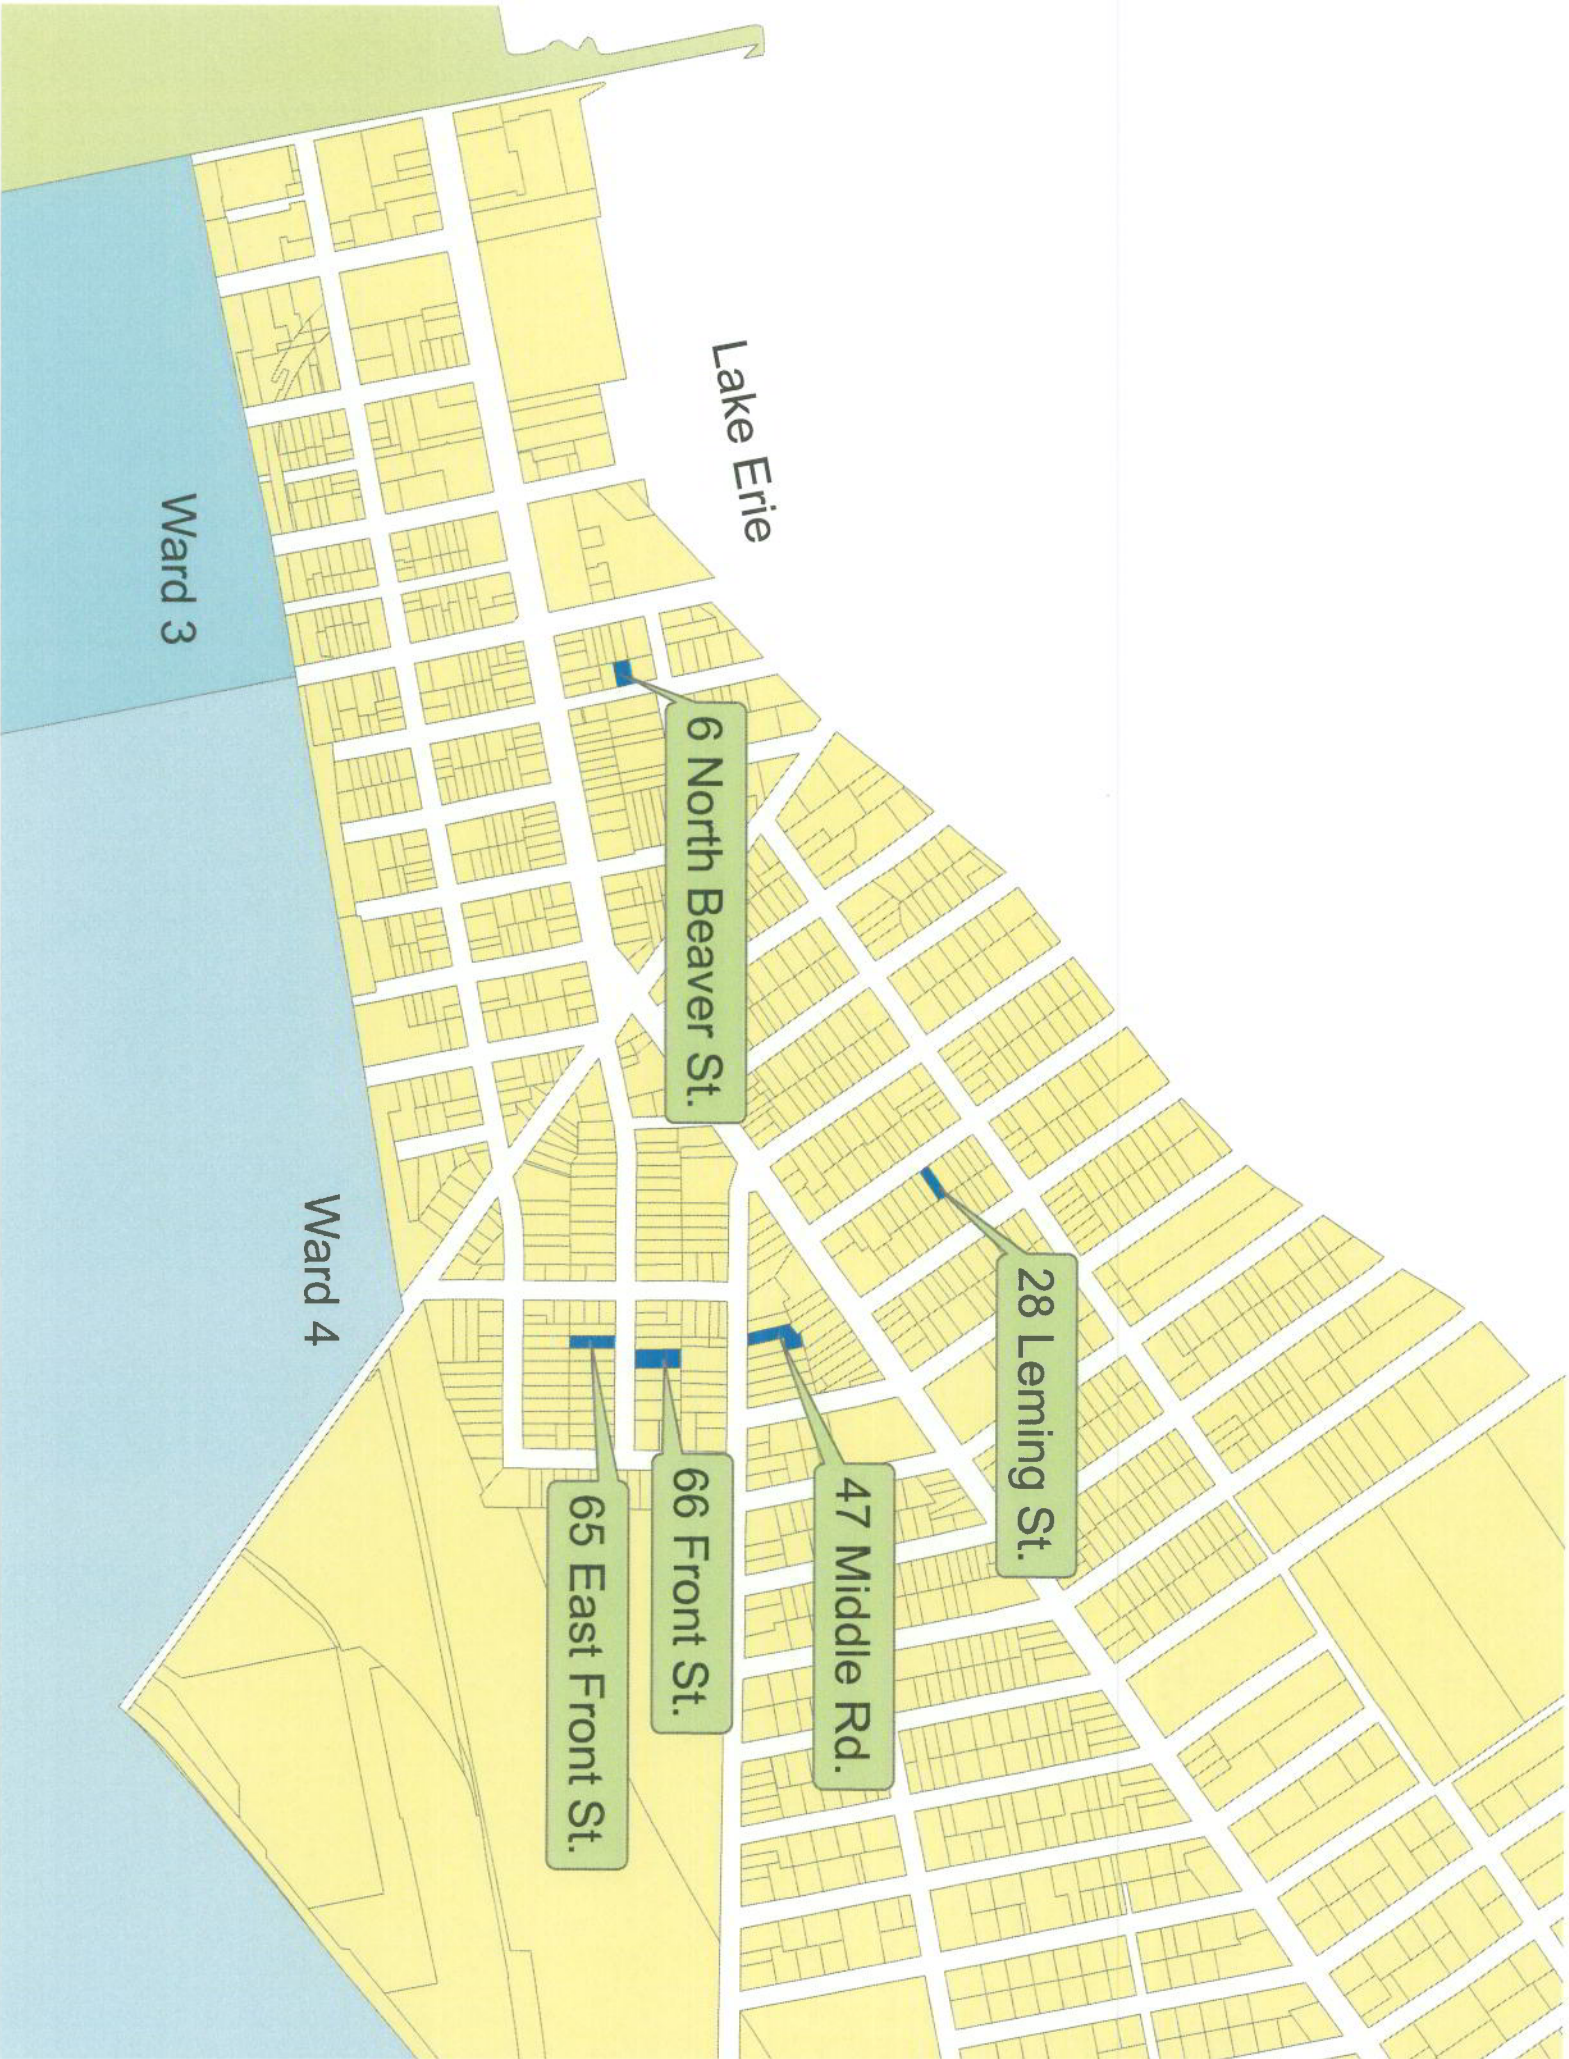 Lake Erie
6 North Beaver St.
28 Leming St.
47 Middle Rd.
66 Front St.
65 East Front St.
Ward 3
Ward 4